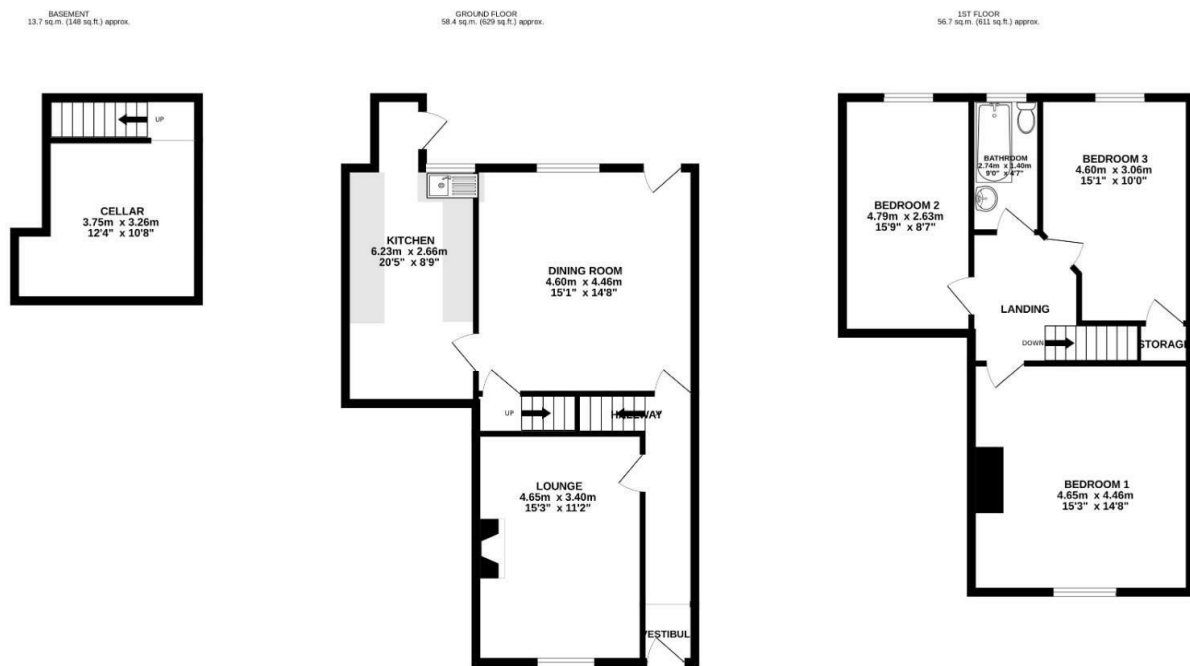 BASEMENT
13.7 sq.m. (148 sq.ft.) approx.
UP
CELLAR
3.75m x 3.26m
12'4" x 10'8"
GROUND FLOOR
58.4 sq.m. (629 sq.ft.) approx.
KITCHEN
6.23m x 2.66m
20'5" x 8'9"
DINING ROOM
4.60m x 4.46m
15'1" x 14'8"
UP
HALLWAY
LOUNGE
4.65m x 3.40m
15'3" x 11'2"
VESTIBUL
1ST FLOOR
56.7 sq.m. (611 sq.ft.) approx.
BATHROOM
2.74m x 1.40m
9'0" x 4'7"
BEDROOM 3
4.60m x 3.06m
15'1" x 10'0"
BEDROOM 2
4.79m x 2.63m
15'9" x 8'7"
LANDING
DOWN
STORAGE
BEDROOM 1
4.65m x 4.46m
15'3" x 14'8"